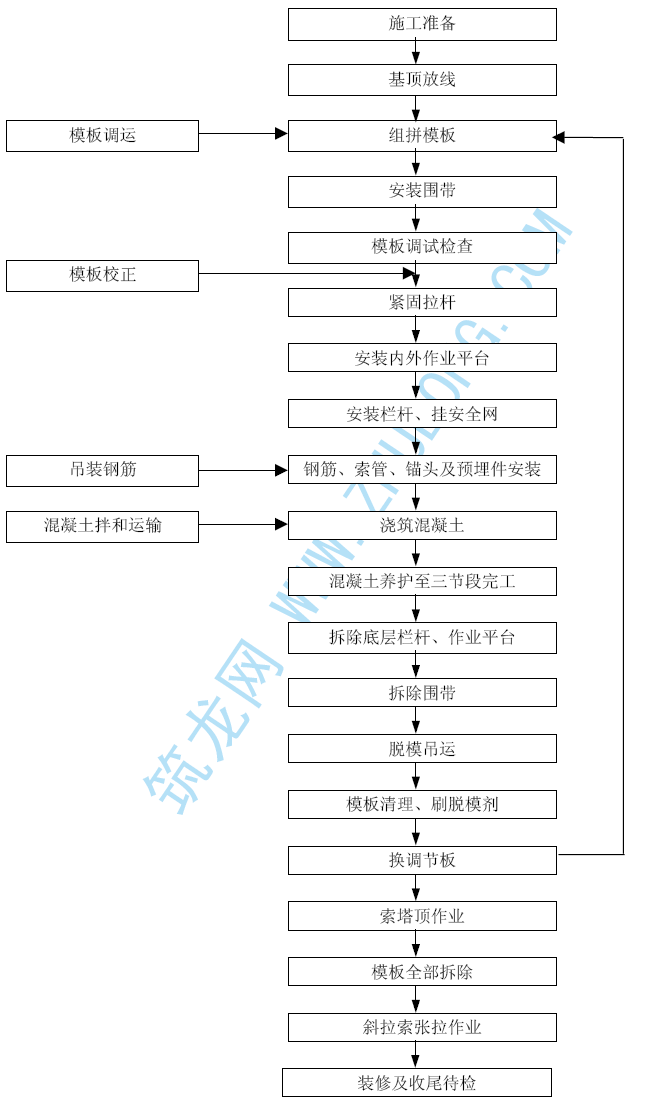 施工准备
基顶放线
模板调运
组拼模板
安装围带
模板调试检查
模板校正
紧固拉杆
安装内外作业平台
安装栏杆、挂安全网
吊装钢筋
钢筋、索管、锚头及预埋件安装
混凝土拌和运输
浇筑混凝土
混凝土养护至三节段完工
拆除底层栏杆、作业平台
拆除围带
脱模吊运
模板清理、刷脱模剂
换调节板
索塔顶作业
模板全部拆除
斜拉索张拉作业
装修及收尾待检
筑龙网 WWW.ZHULONG.COM